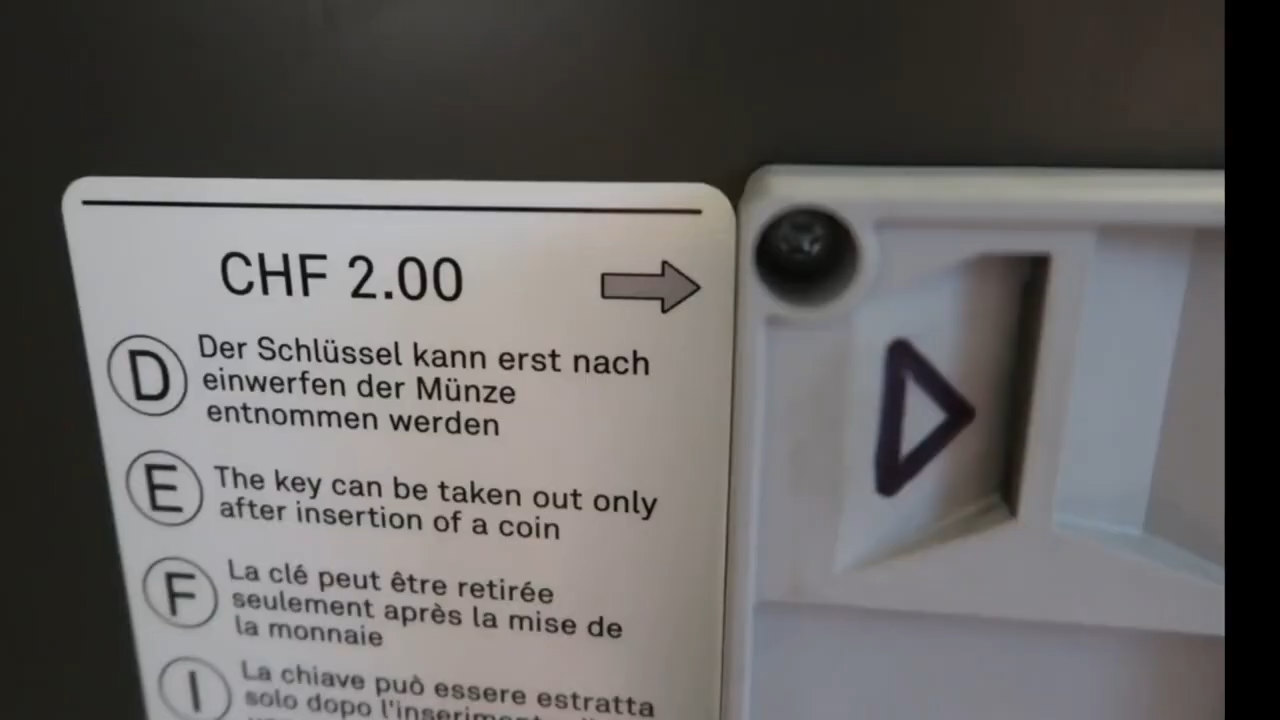 CHF 2.00
D
Der Schlüssel kann erst nach
einwerfen der Münze
entnommen werden
E
The key can be taken out only
after insertion of a coin
F
La clé peut être retirée
seulement après la mise de
la monnaie
I
La chiave può essere estratta
solo dopo